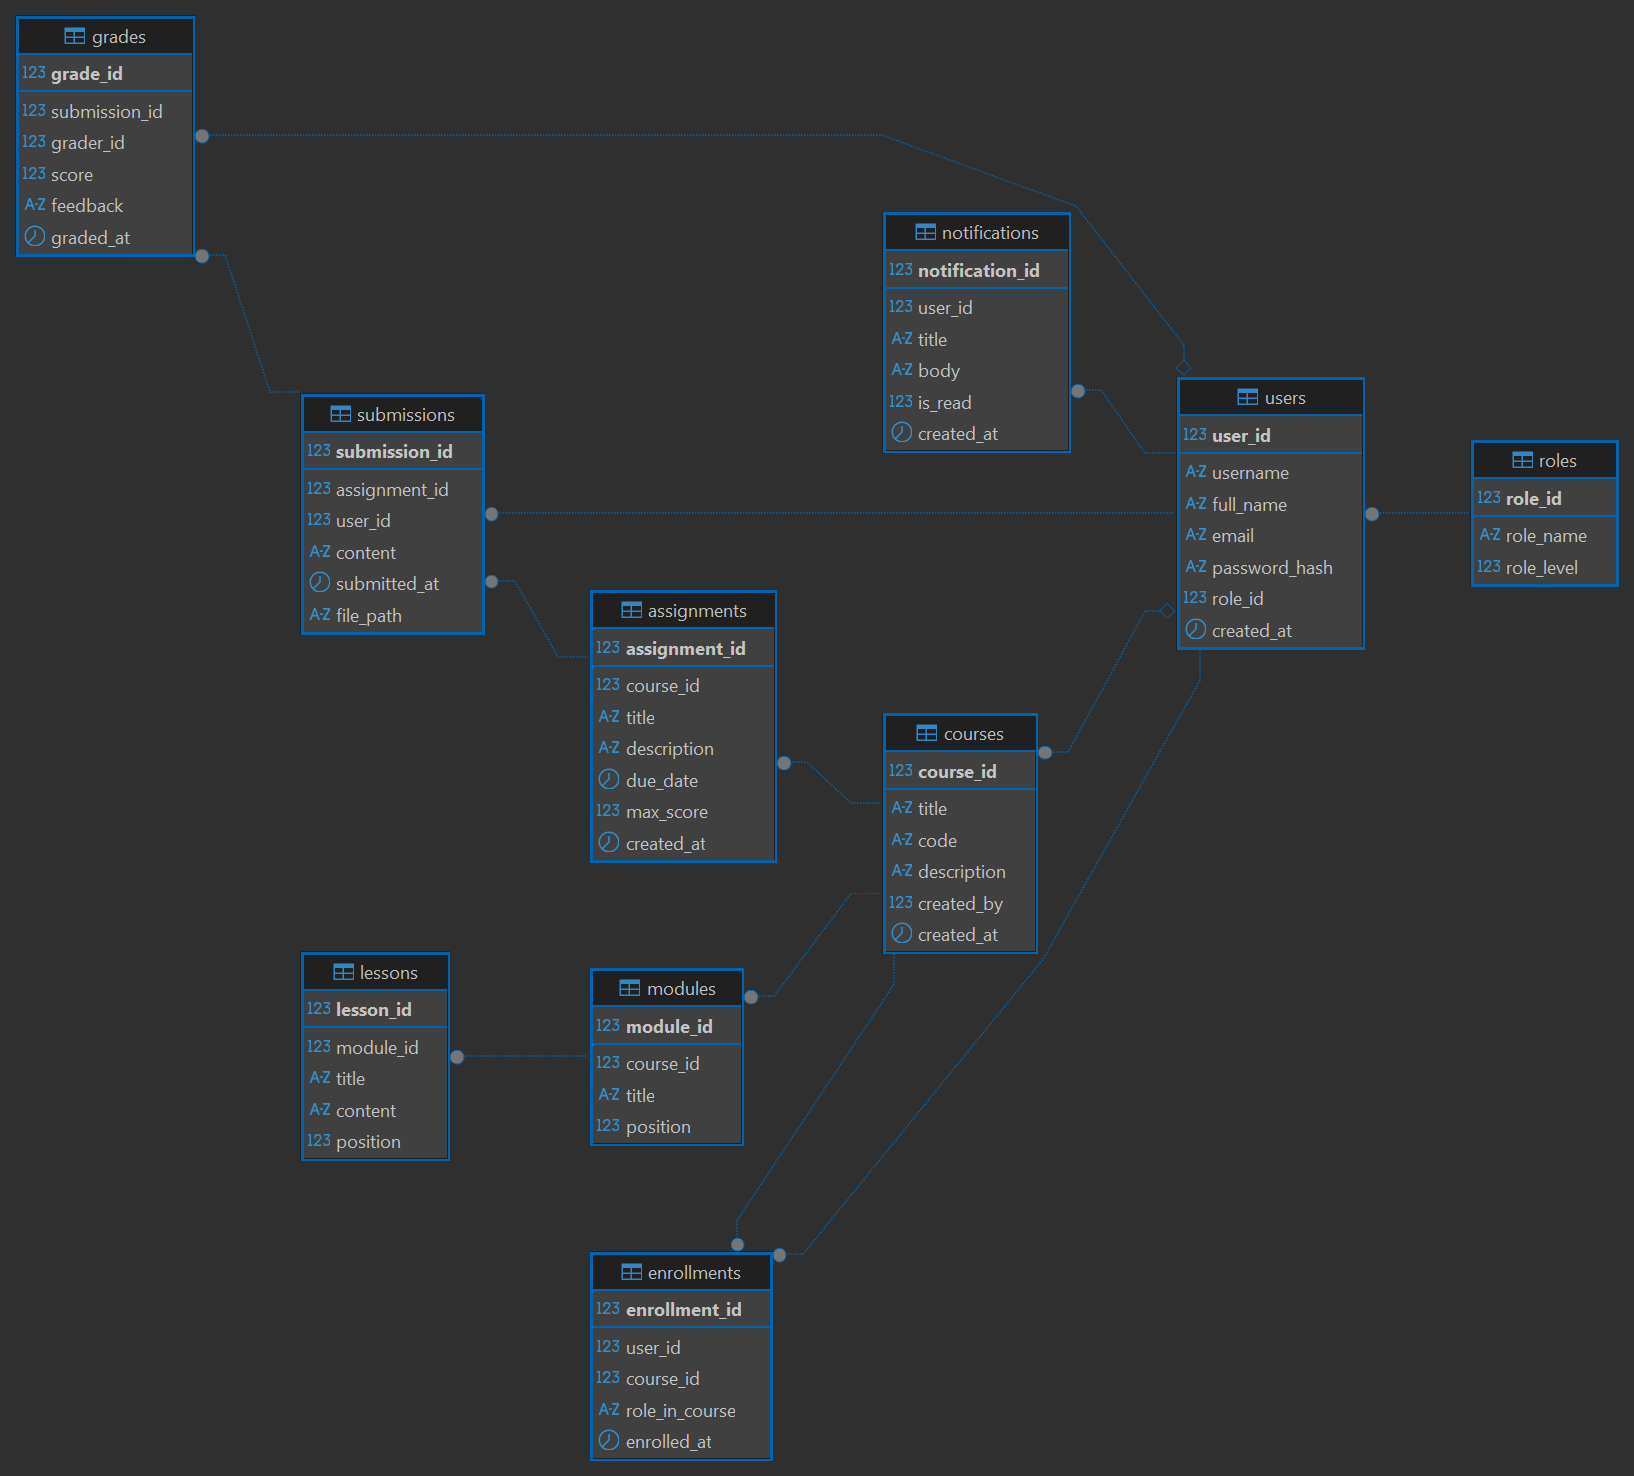 grades
123 grade_id
123 submission_id
123 grader_id
123 score
A-Z feedback
graded_at
notifications
123 notification_id
123 user_id
A-Z title
A-Z body
123 is_read
created_at
users
123 user_id
A-Z username
A-Z full_name
A-Z email
A-Z password_hash
123 role_id
created_at
roles
123 role_id
A-Z role_name
123 role_level
submissions
123 submission_id
123 assignment_id
123 user_id
A-Z content
submitted_at
A-Z file_path
assignments
123 assignment_id
123 course_id
A-Z title
A-Z description
due_date
123 max_score
created_at
courses
123 course_id
A-Z title
A-Z code
A-Z description
123 created_by
created_at
lessons
123 lesson_id
123 module_id
A-Z title
A-Z content
123 position
modules
123 module_id
123 course_id
A-Z title
123 position
enrollments
123 enrollment_id
123 user_id
123 course_id
A-Z role_in_course
enrolled_at